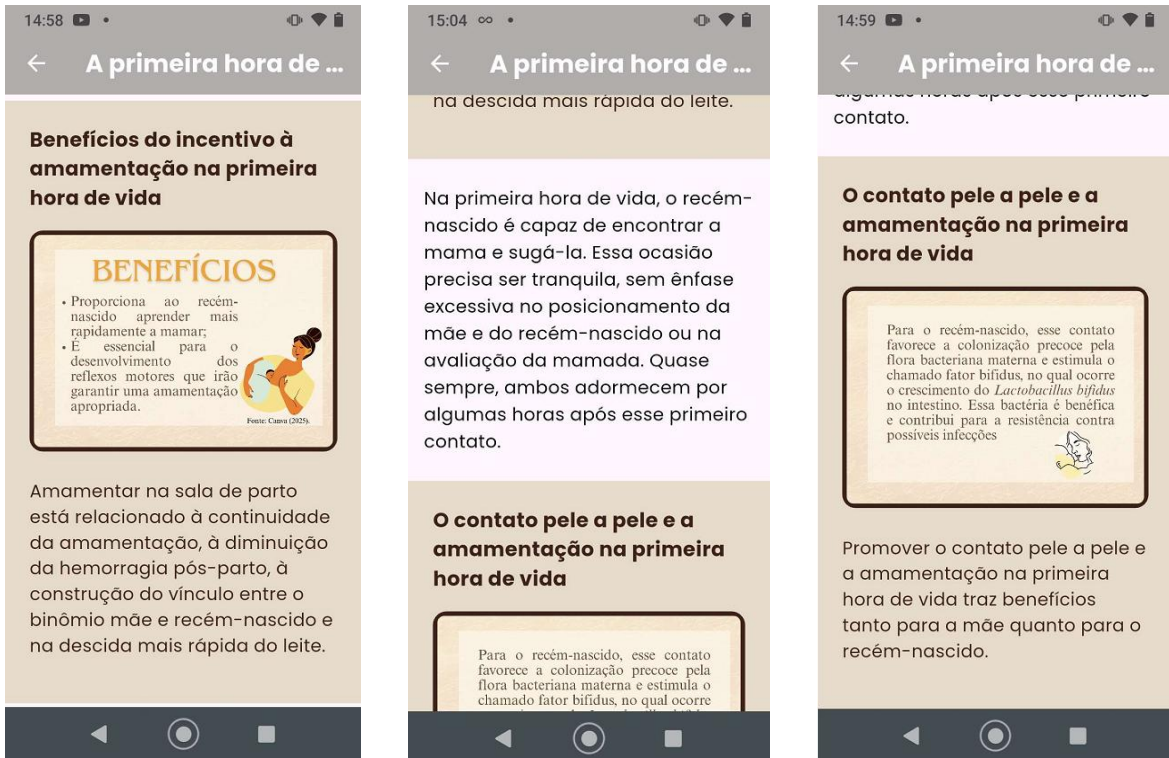 14:58
A primeira hora de ...
Benefícios do incentivo à
amamentação na primeira
hora de vida
BENEFÍCIOS
• Proporciona ao recém-
nascido aprender mais
rapidamente a mamar;
• É essencial para o
desenvolvimento dos
reflexos motores que irão
garantir uma amamentação
apropriada.
Fonte: Canva (2025).
Amamentar na sala de parto
está relacionado à continuidade
da amamentação, à diminuição
da hemorragia pós-parto, à
construção do vínculo entre o
binômio mãe e recém-nascido e
na descida mais rápida do leite.
15:04
A primeira hora de ...
na descida mais rápida do leite.
Na primeira hora de vida, o recém-
nascido é capaz de encontrar a
mama e sugá-la. Essa ocasião
precisa ser tranquila, sem ênfase
excessiva no posicionamento da
mãe e do recém-nascido ou na
avaliação da mamada. Quase
sempre, ambos adormecem por
algumas horas após esse primeiro
contato.
O contato pele a pele e a
amamentação na primeira
hora de vida
Para o recém-nascido, esse contato
favorece a colonização precoce pela
flora bacteriana materna e estimula o
chamado fator bifidus, no qual ocorre
14:59
A primeira hora de ...
algumas horas após esse primeiro
contato.
O contato pele a pele e a
amamentação na primeira
hora de vida
Para o recém-nascido, esse contato
favorece a colonização precoce pela
flora bacteriana materna e estimula o
chamado fator bifidus, no qual ocorre
o crescimento do Lactobacillus bifidus
no intestino. Essa bactéria é benéfica
e contribui para a resistência contra
possíveis infecções
Promover o contato pele a pele e
a amamentação na primeira
hora de vida traz benefícios
tanto para a mãe quanto para o
recém-nascido.